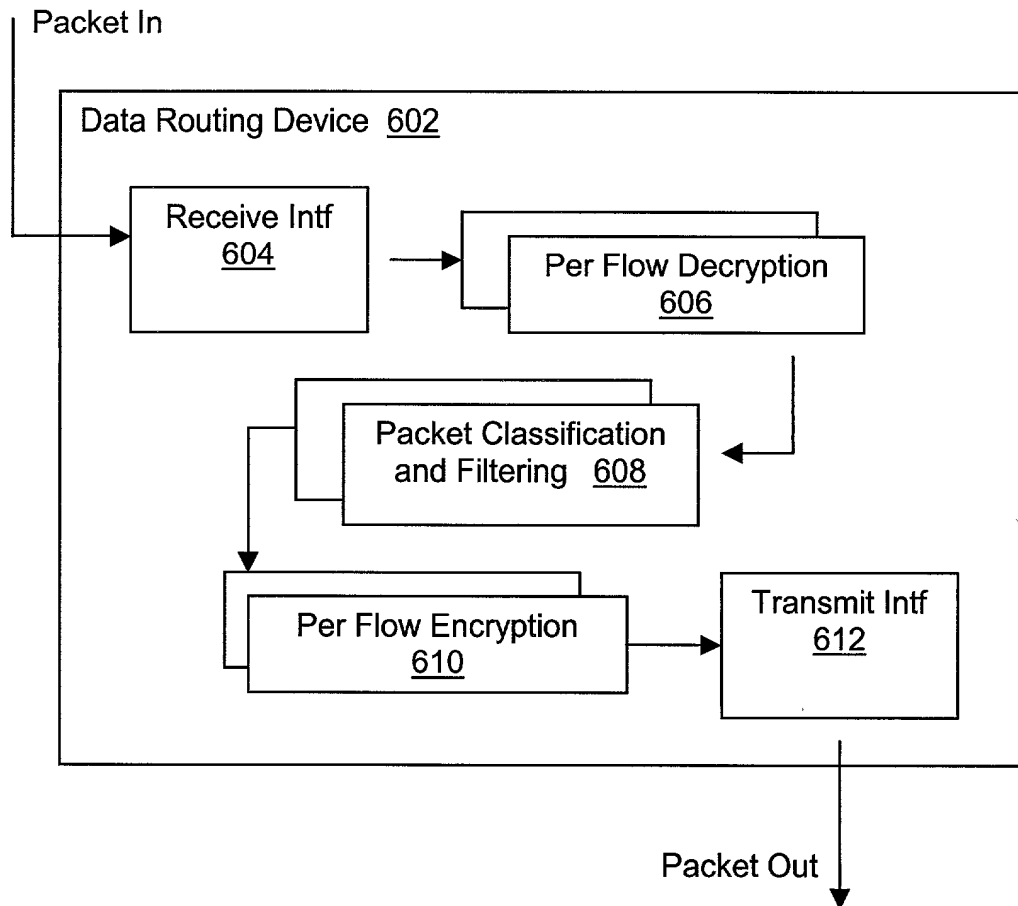 Packet In
Data Routing Device 602
Receive Intf
604
Per Flow Decryption
606
Packet Classification
and Filtering 608
Per Flow Encryption
610
Transmit Intf
612
Packet Out